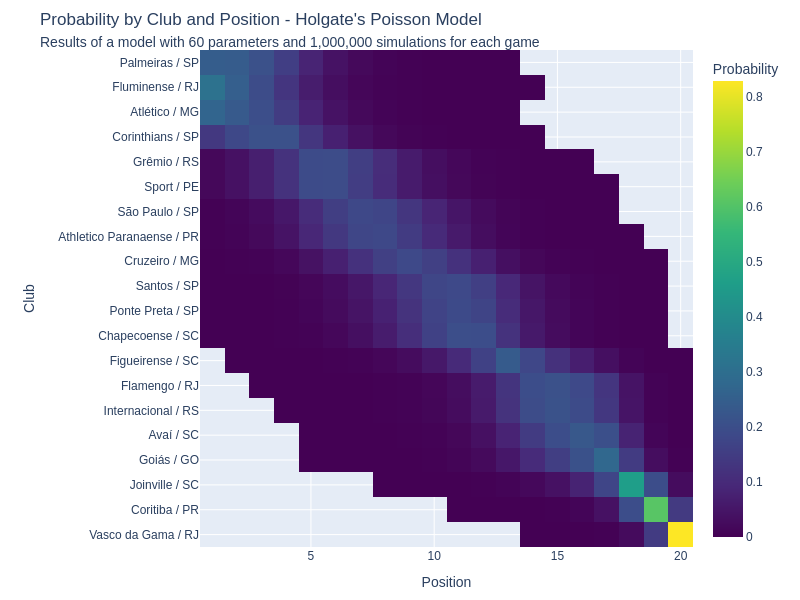 Probability by Club and Position - Holgate's Poisson Model
Results of a model with 60 parameters and 1,000,000 simulations for each game
Palmeiras / SP
Fluminense / RJ
Atlético / MG
Corinthians / SP
Grêmio / RS
Sport / PE
São Paulo / SP
Athletico Paranaense / PR
Cruzeiro / MG
Santos / SP
Ponte Preta / SP
Chapecoense / SC
Figueirense / SC
Flamengo / RJ
Internacional / RS
Avaí / SC
Goiás / GO
Joinville / SC
Coritiba / PR
Vasco da Gama / RJ
Club
5
10
15
20
Position
Probability
0.8
0.7
0.6
0.5
0.4
0.3
0.2
0.1
0